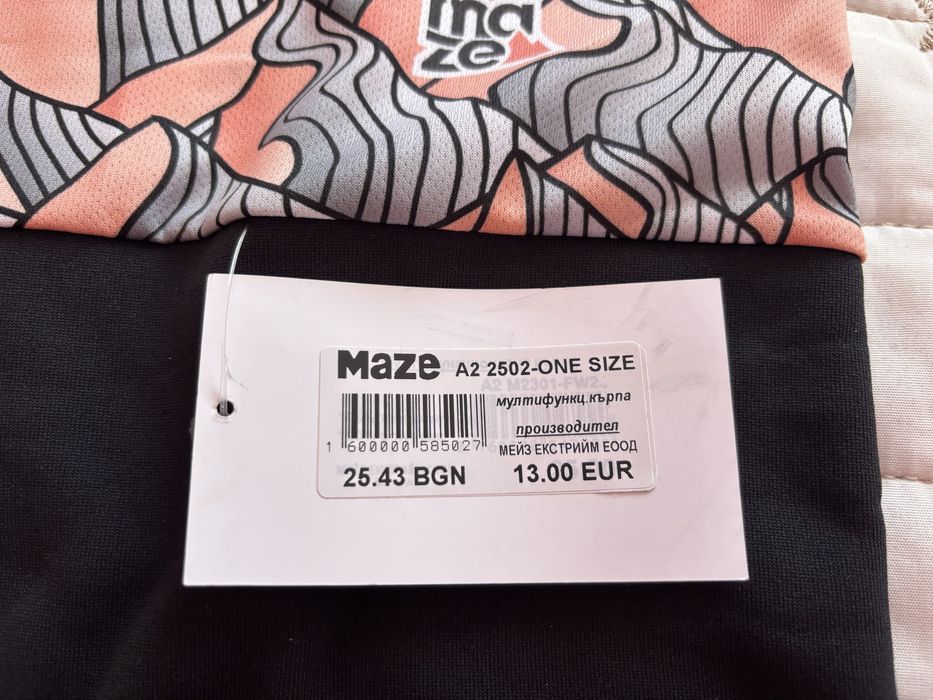 maze
Maze A2 2502-ONE SIZE
A2 M2301-FW2
мултифункц.кърпа
производител
1 600000 585027 МЕЙЗ ЕКСТРИЙМ ЕООД
25.43 BGN 13.00 EUR